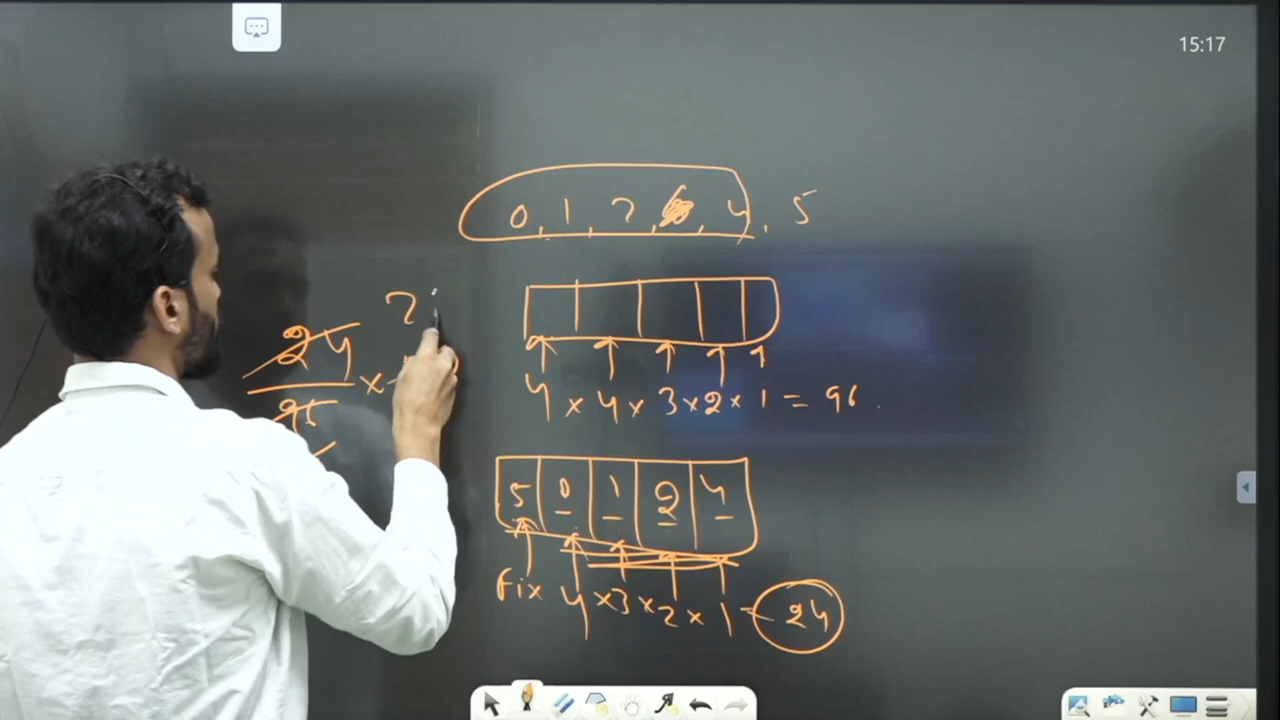 15:17
0, 1, 2, , 4, 5
2
24
96
×
4 × 4 × 3 × 2 × 1 = 96
5 0 1 2 4
fix 4 × 3 × 2 × 1 = 24